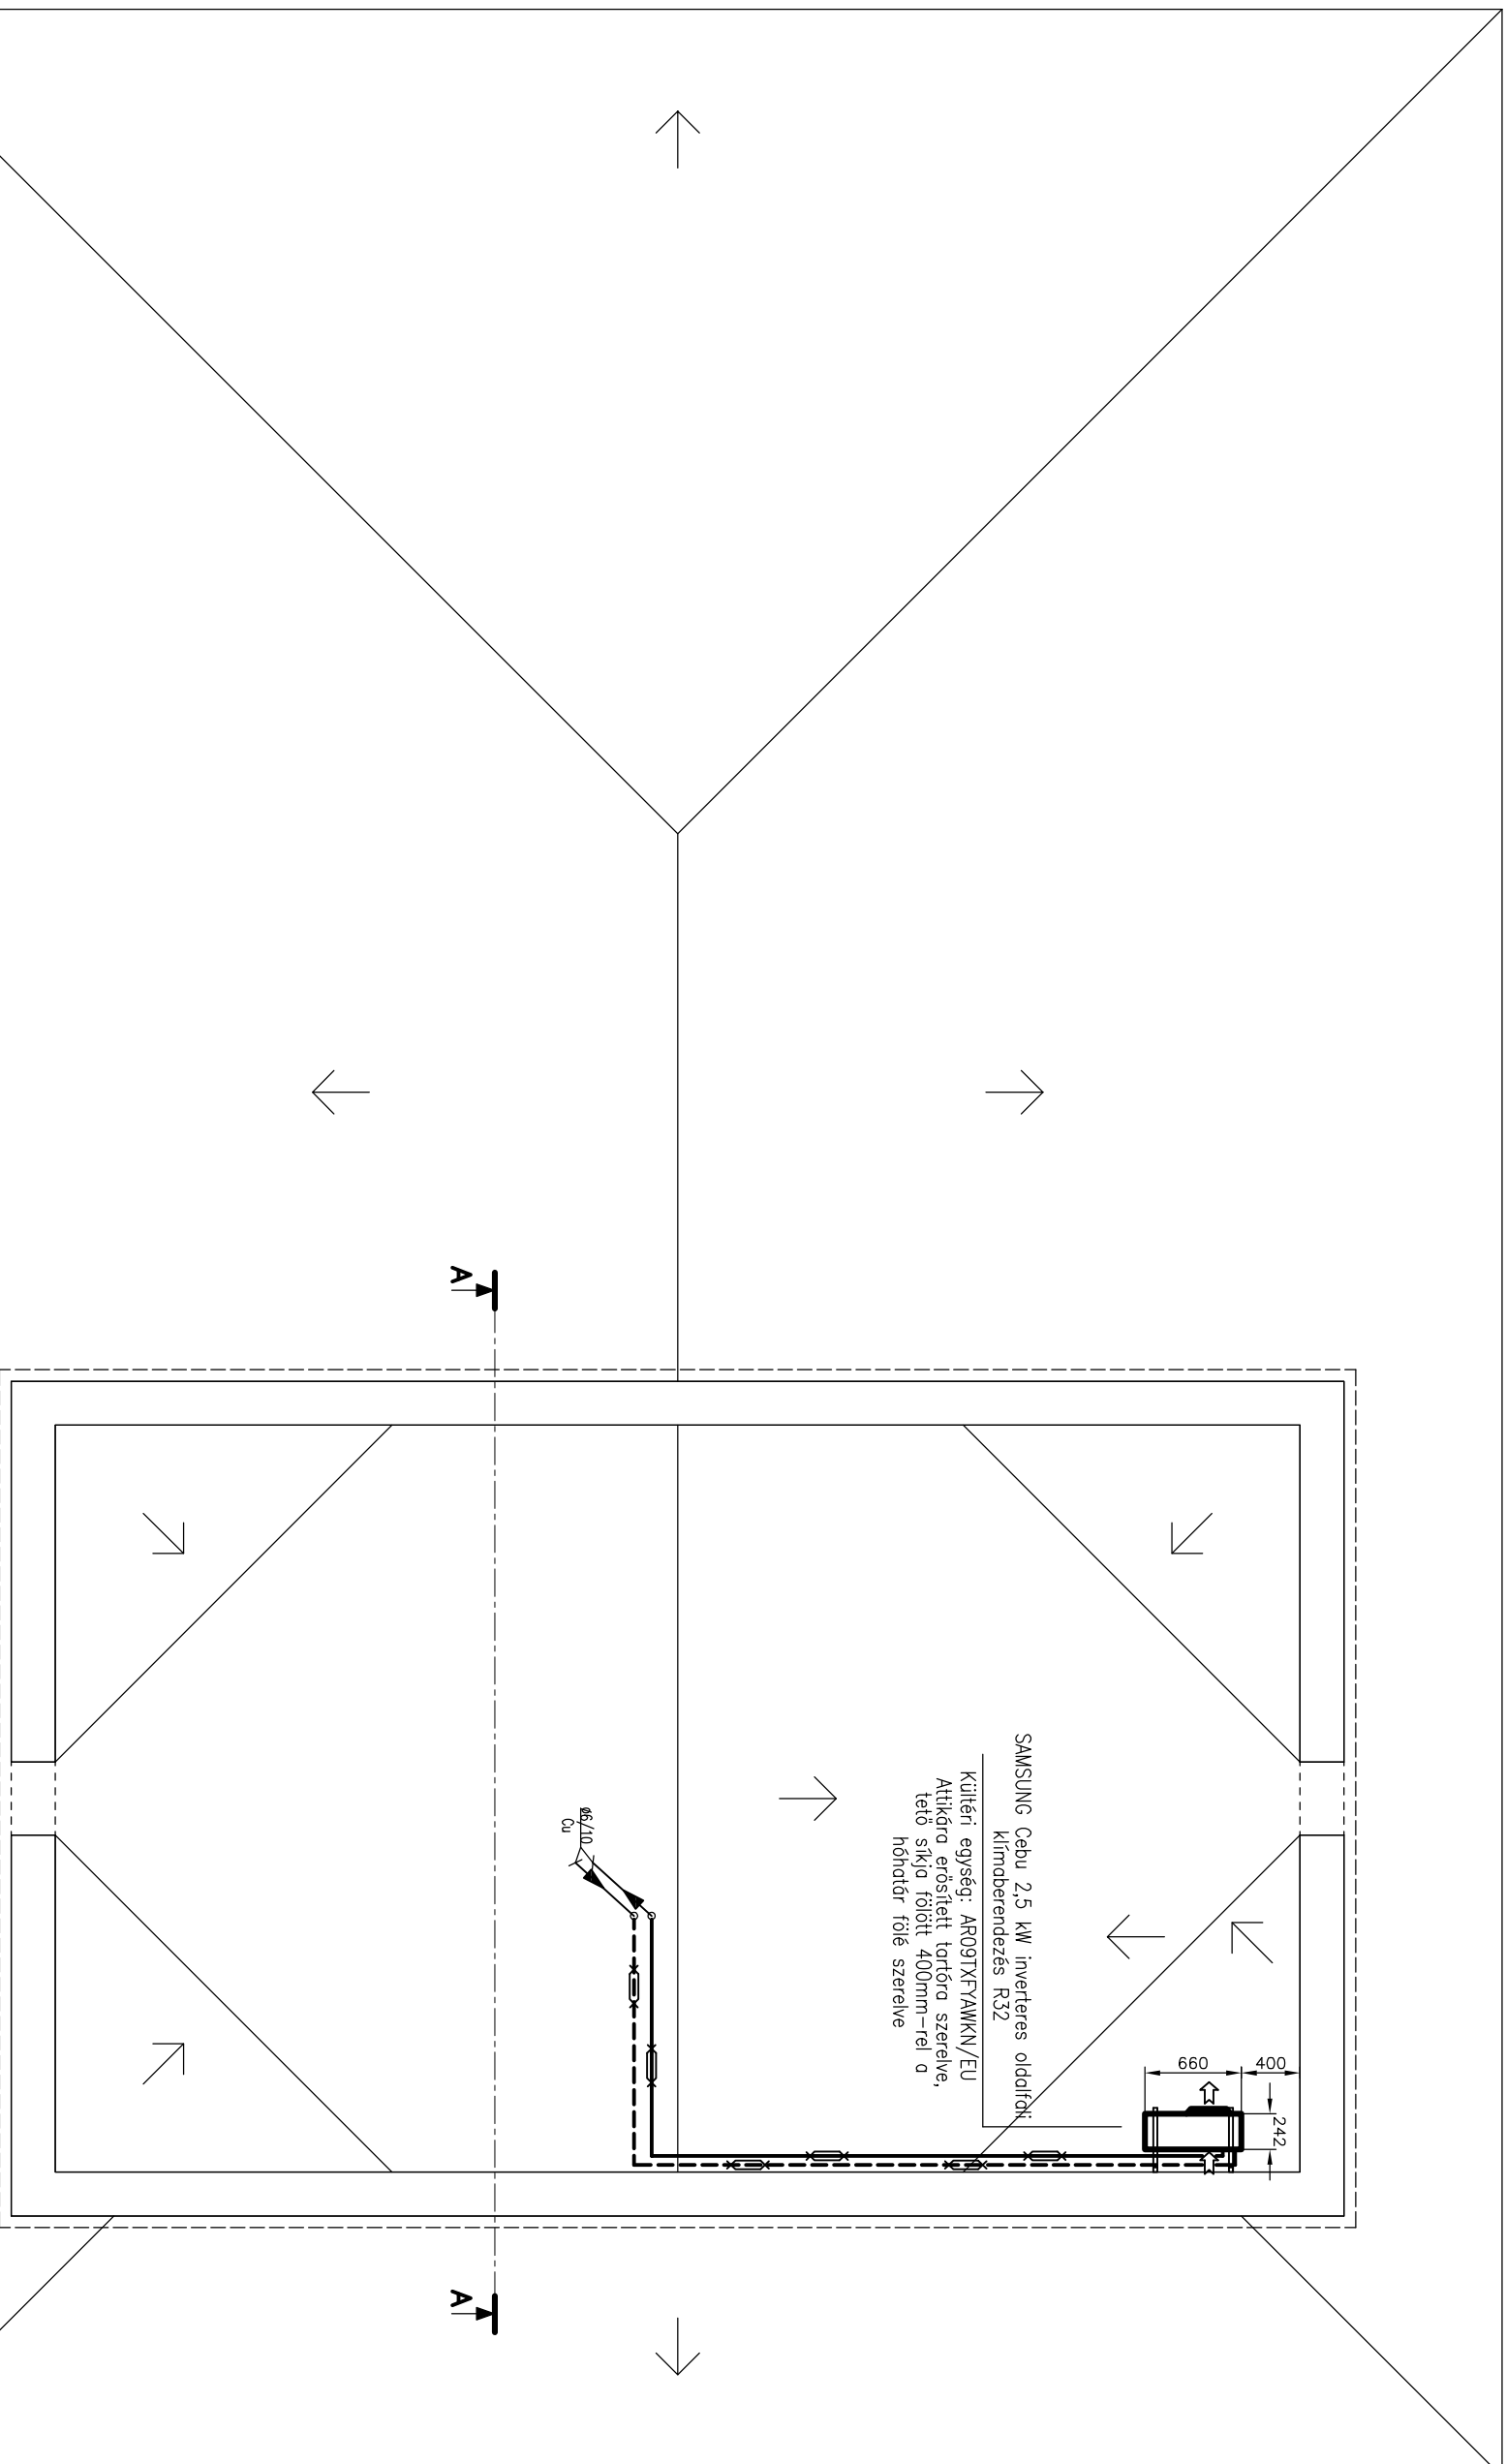 SAMSUNG Cebu 2,5 kW inverteres oldalfali
klímaberendezés R32
Kültéri egység: AR09TXFYAWKN/EU
Attikára erősített tartóra szerelve,
tető síkja fölött 400mm-rel a
hóhatár fölé szerelve
ø6/10
Cu
660
400
242
A
A